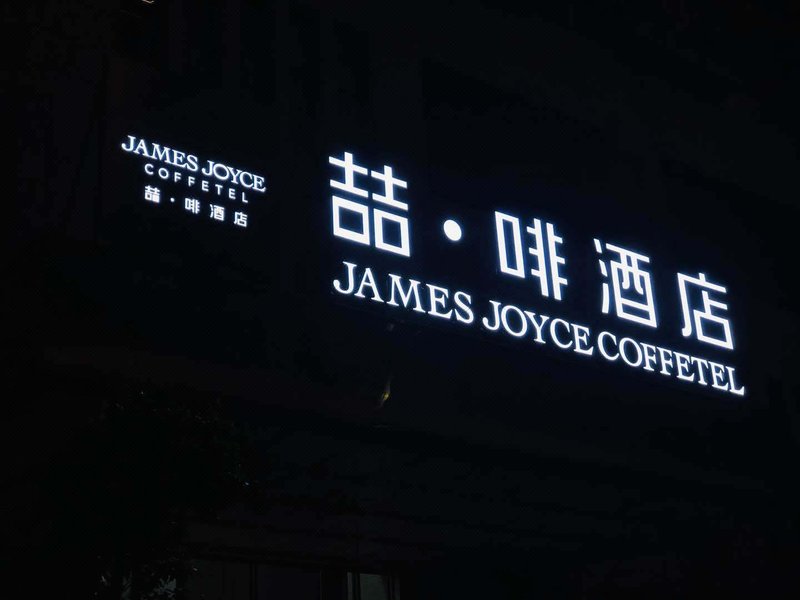 JAMES JOYCE
COFFETEL
喆·啡酒店
喆·啡酒店
JAMES JOYCE COFFETEL